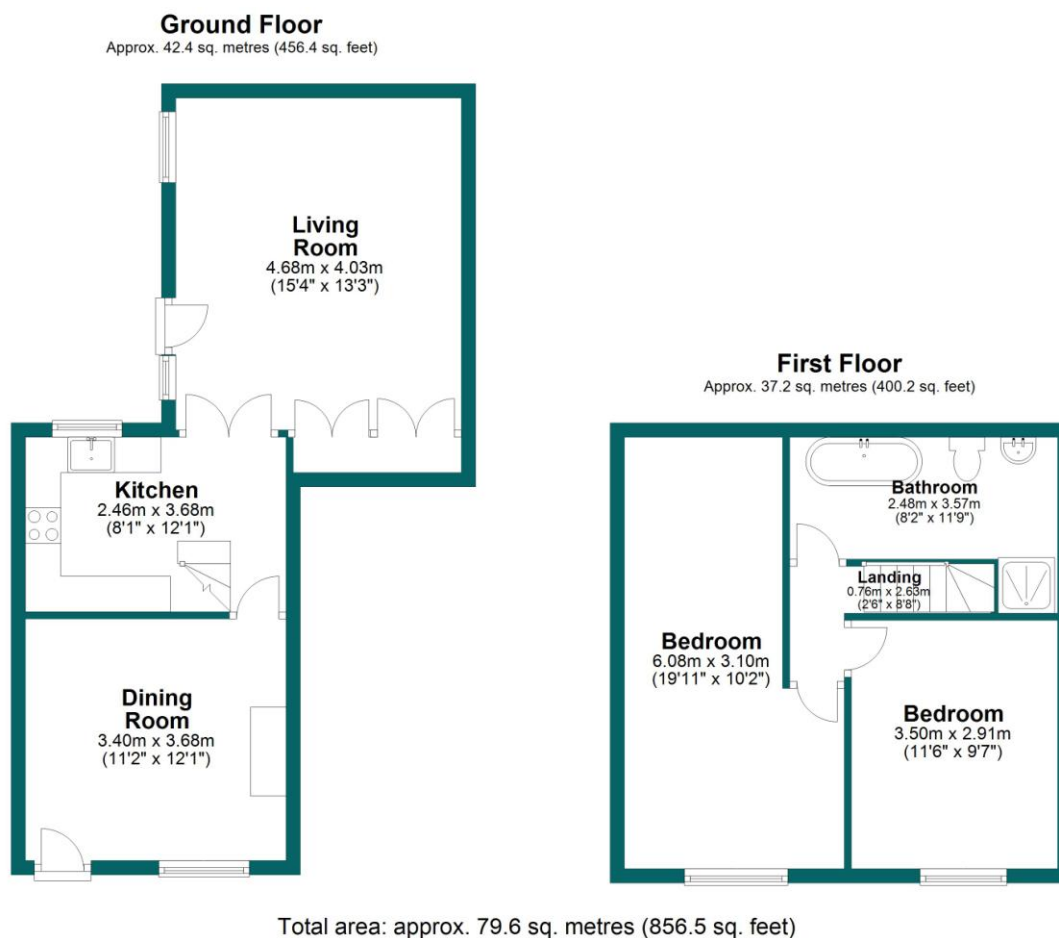 Ground Floor
Approx. 42.4 sq. metres (456.4 sq. feet)
Living
Room
4.68m x 4.03m
(15'4" x 13'3")
Kitchen
2.46m x 3.68m
(8'1" x 12'1")
Dining
Room
3.40m x 3.68m
(11'2" x 12'1")
First Floor
Approx. 37.2 sq. metres (400.2 sq. feet)
Bathroom
2.48m x 3.57m
(8'2" x 11'9")
Landing
0.76m x 2.63m
(2'6" x 8'8")
Bedroom
6.08m x 3.10m
(19'11" x 10'2")
Bedroom
3.50m x 2.91m
(11'6" x 9'7")
Total area: approx. 79.6 sq. metres (856.5 sq. feet)